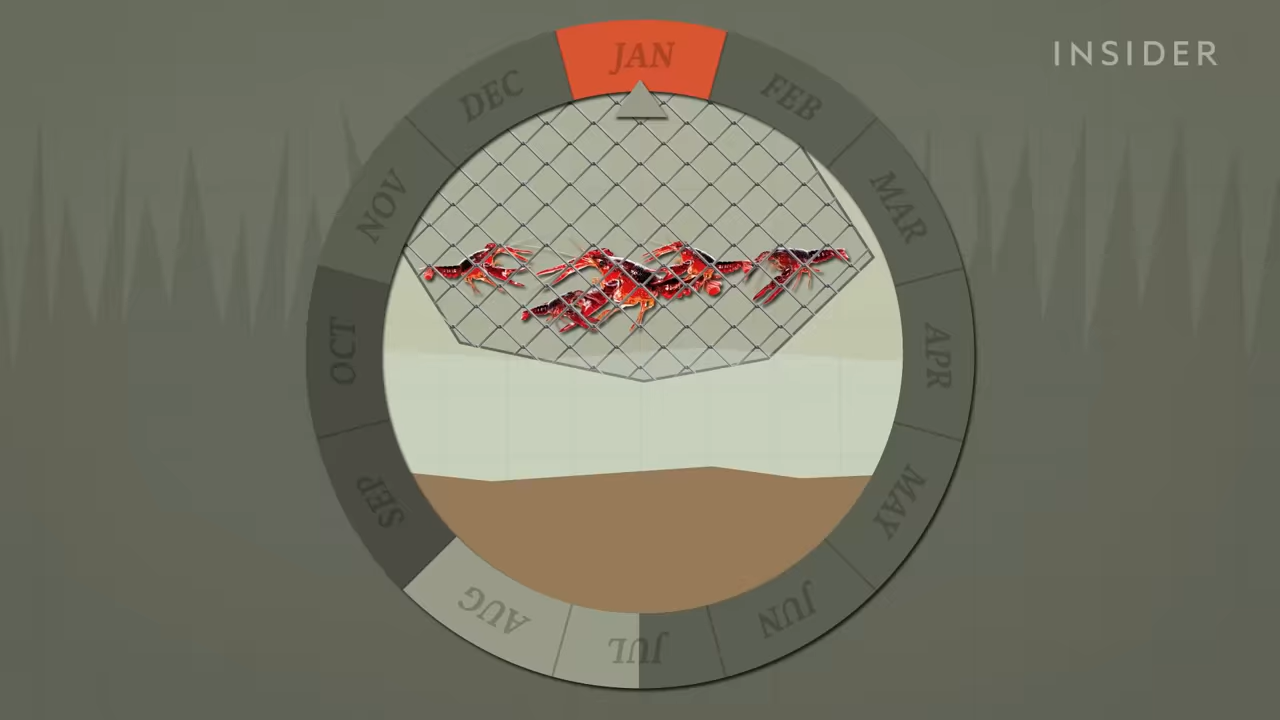 INSIDER
JAN
FEB
MAR
APR
MAY
JUN
JUL
AUG
SEP
OCT
NOV
DEC